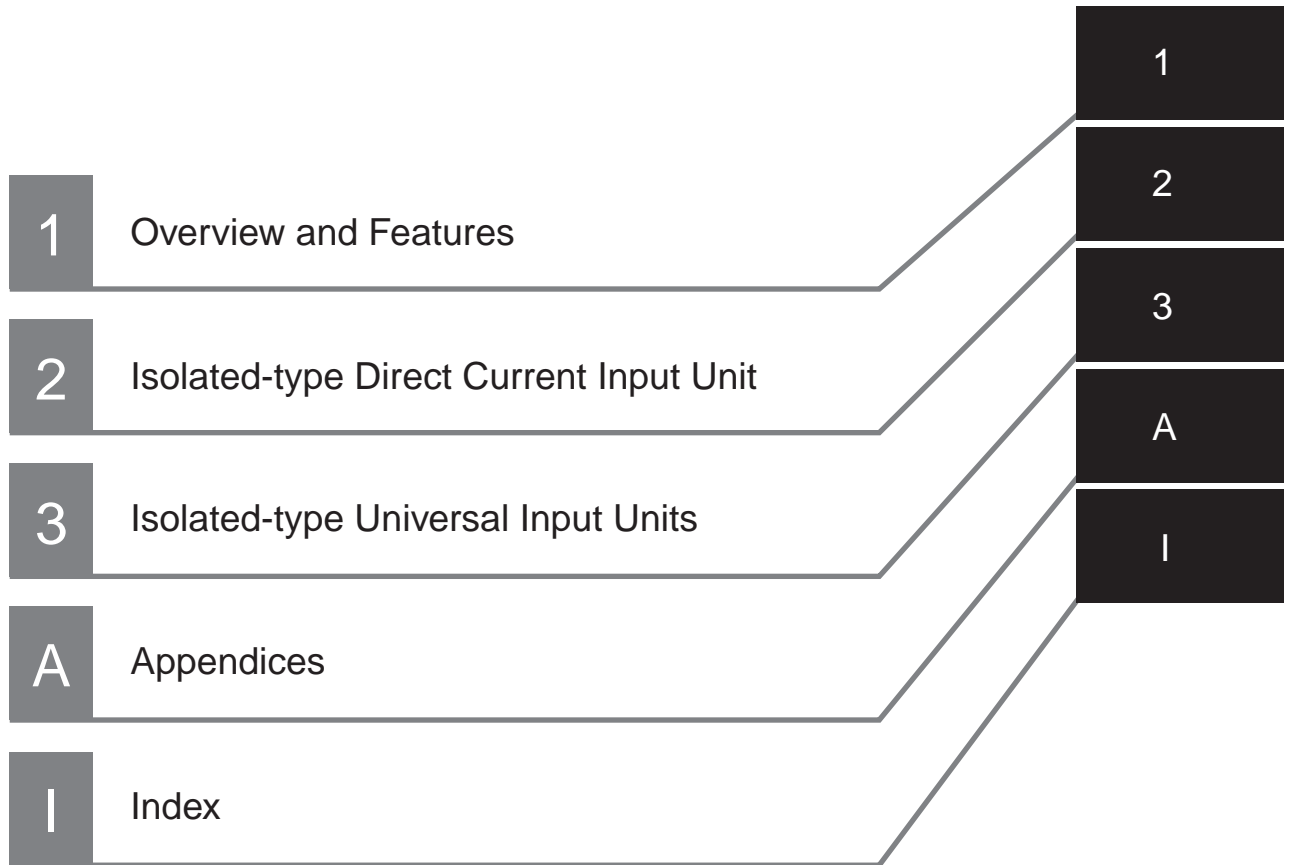 1 Overview and Features
2 Isolated-type Direct Current Input Unit
3 Isolated-type Universal Input Units
A Appendices
I Index
1
2
3
A
I